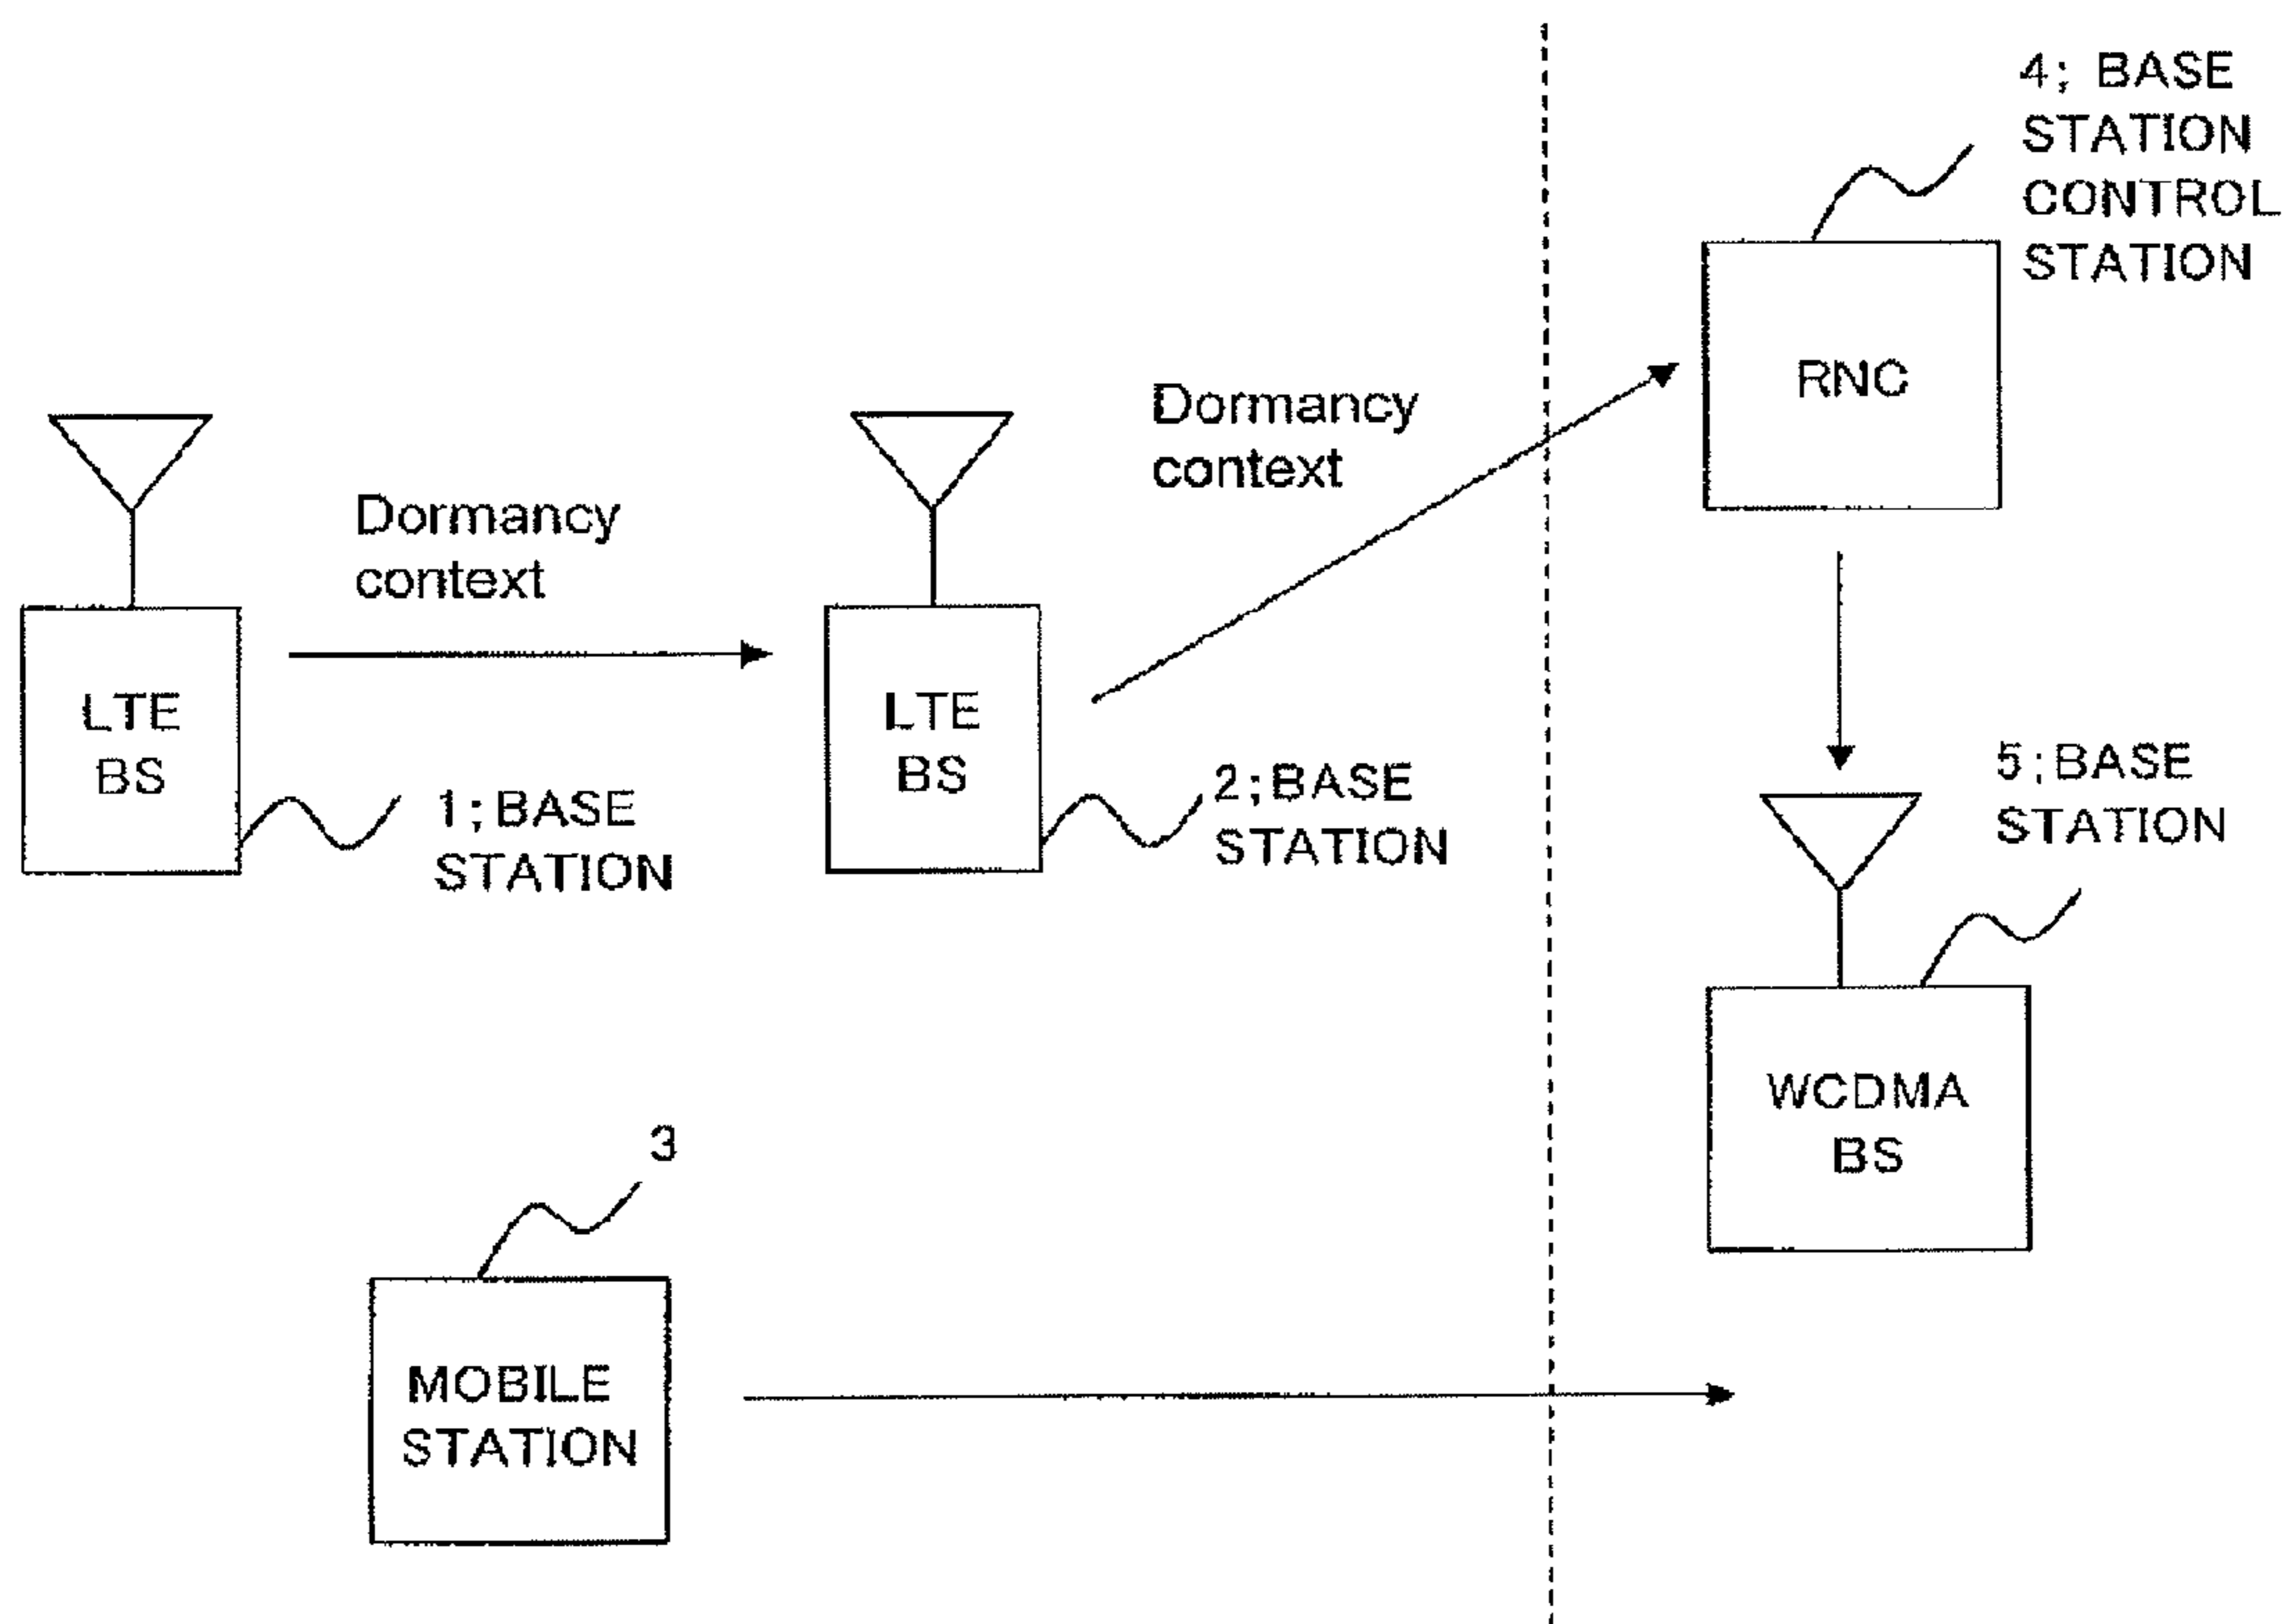 4; BASE
STATION
CONTROL
STATION
RNC
Dormancy
context
Dormancy
context
LTE
BS
1;BASE
STATION
LTE
BS
2;BASE
STATION
5;BASE
STATION
WCDMA
BS
3
MOBILE
STATION